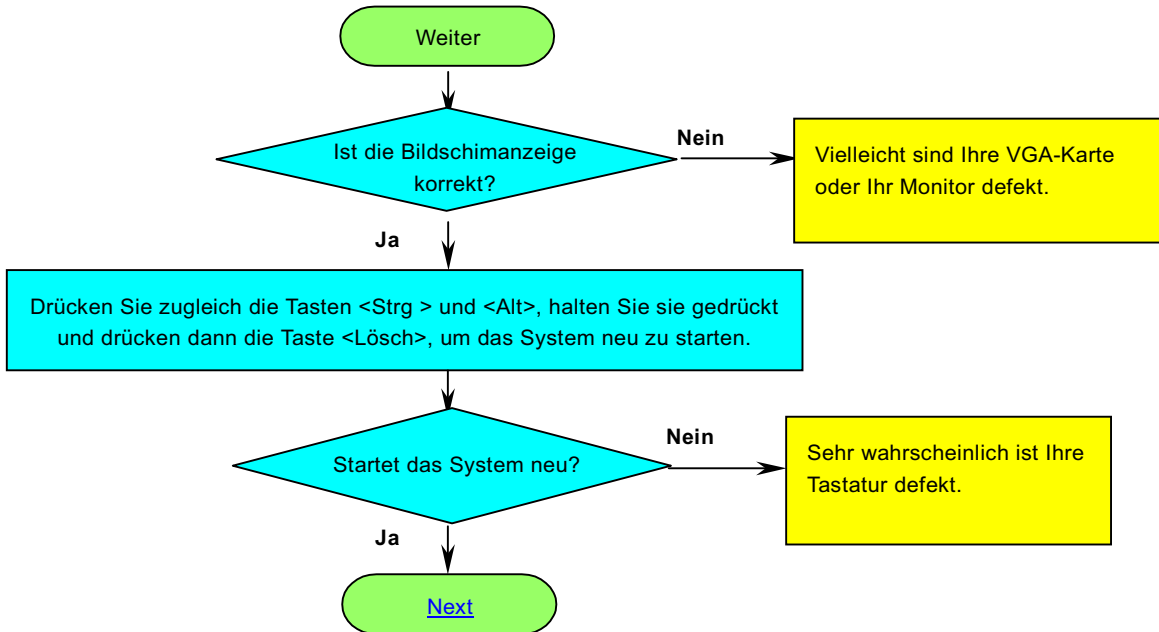 Weiter
Ist die Bildschimanzeige
korrekt?
Nein
Vielleicht sind Ihre VGA-Karte
oder Ihr Monitor defekt.
Ja
Drücken Sie zugleich die Tasten <Strg > und <Alt>, halten Sie sie gedrückt
und drücken dann die Taste <Lösch>, um das System neu zu starten.
Startet das System neu?
Nein
Sehr wahrscheinlich ist Ihre
Tastatur defekt.
Ja
Next